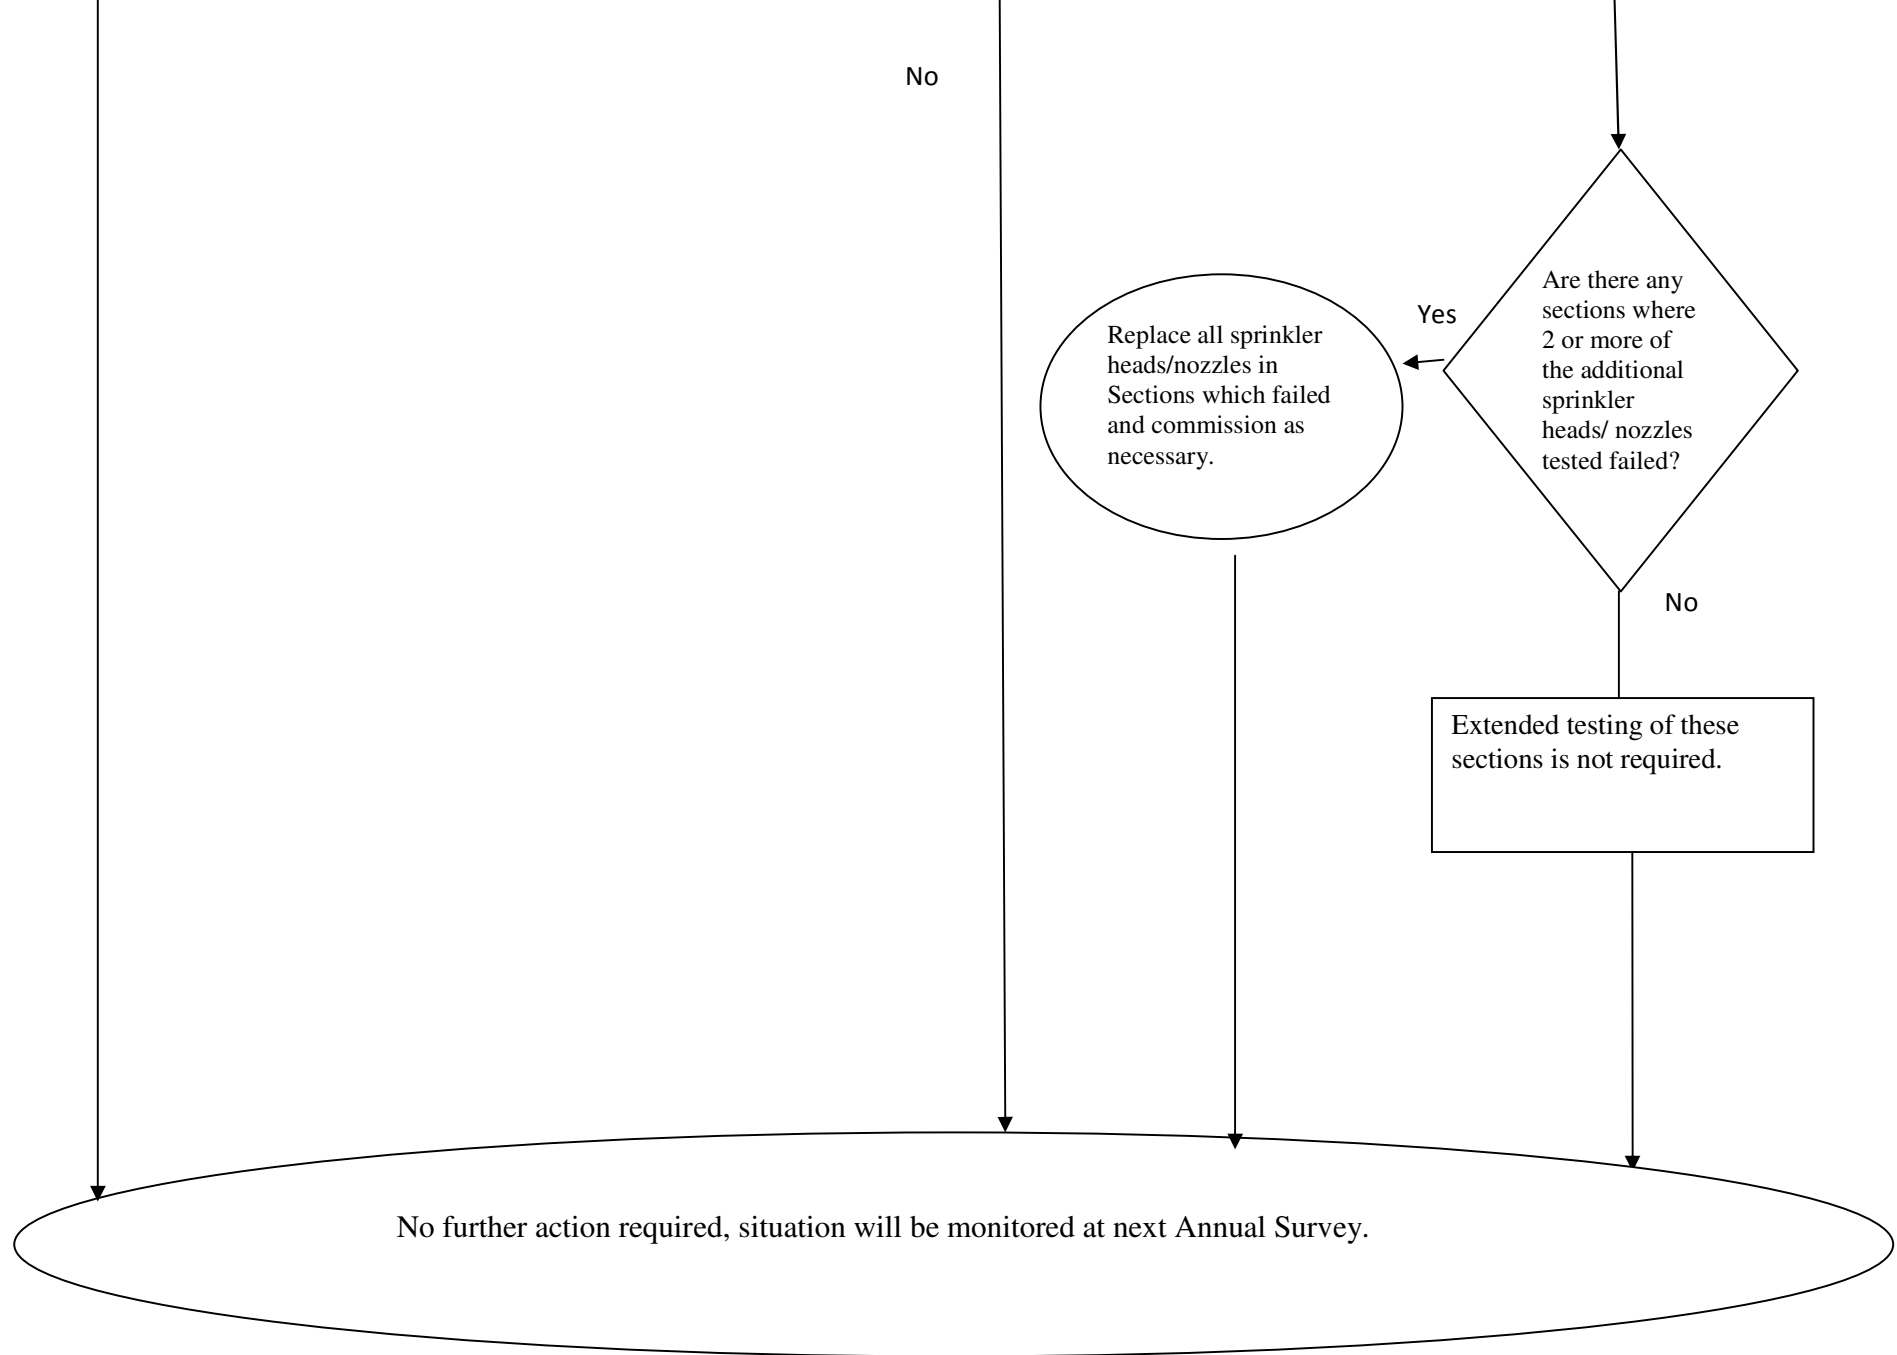 No
Are there any
sections where
2 or more of
the additional
sprinkler
heads/ nozzles
tested failed?
Yes
Replace all sprinkler
heads/nozzles in
Sections which failed
and commission as
necessary.
No
Extended testing of these
sections is not required.
No further action required, situation will be monitored at next Annual Survey.